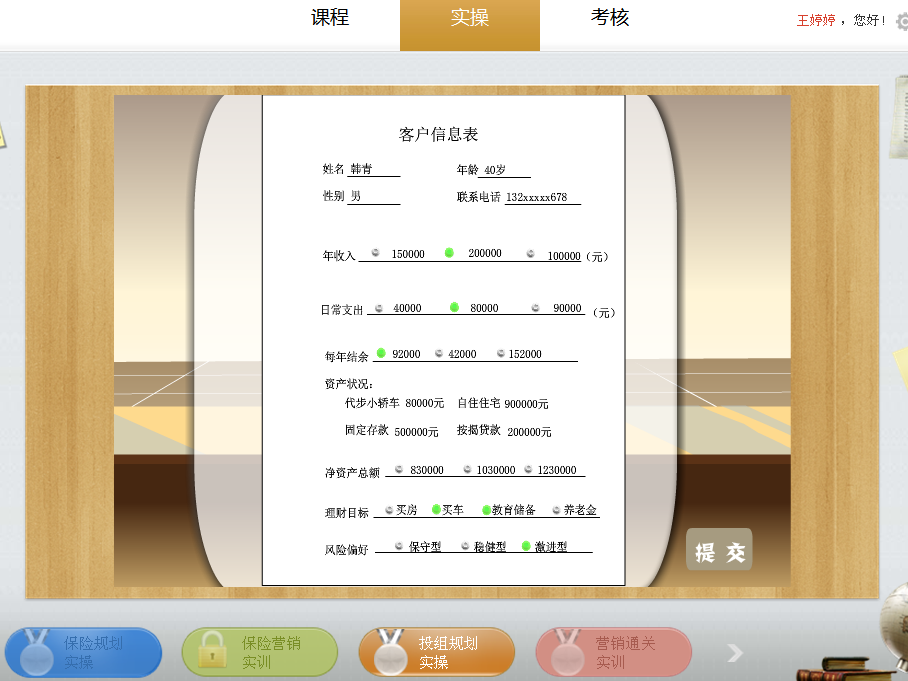 课程 实操 考核 王婷婷，您好！
客户信息表
姓名 韩青 年龄 40岁
性别 男 联系电话 132xxxxx678
年收入 150000 200000 100000（元）
日常支出 40000 80000 90000（元）
每年结余 92000 42000 152000
资产状况：
代步小轿车 80000元 自住住宅 900000元
固定存款 500000元 按揭贷款 200000元
净资产总额 830000 1030000 1230000
理财目标 买房 买车 教育储备 养老金
风险偏好 保守型 稳健型 激进型
提交
保险规划 保险营销 投组规划 营销通关
实操 实训 实操 实训